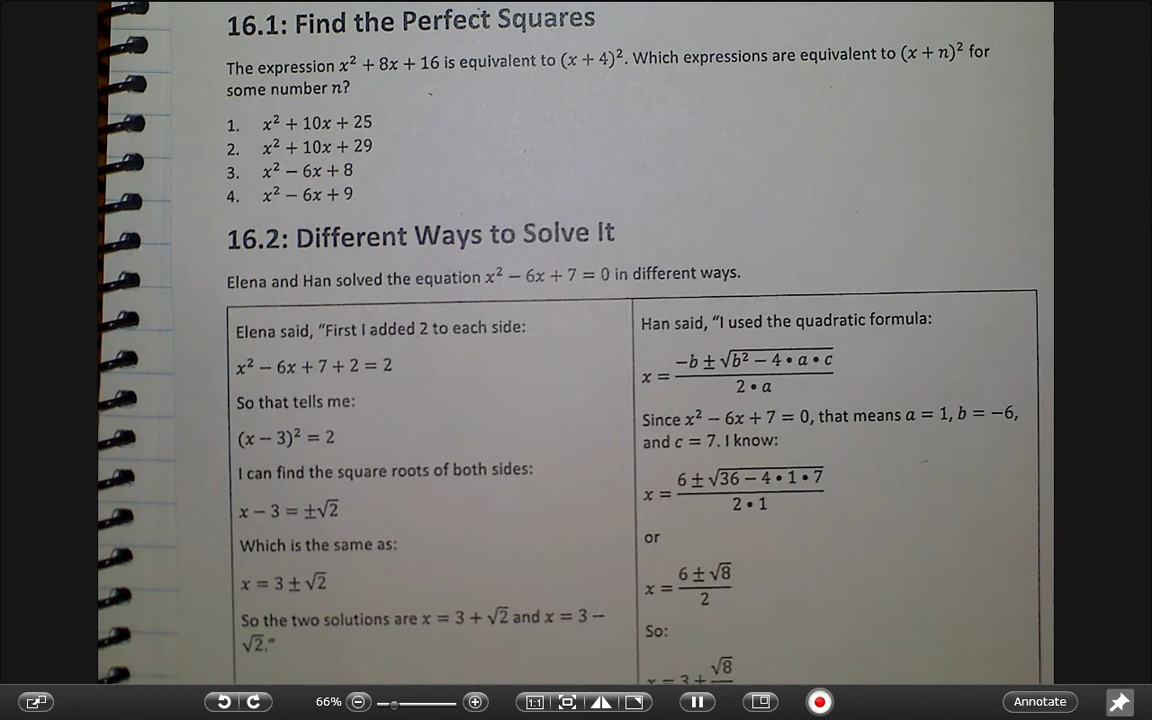 16.1: Find the Perfect Squares
The expression x² + 8x + 16 is equivalent to (x + 4)². Which expressions are equivalent to (x + n)² for
some number n?
1. x² + 10x + 25
2. x² + 10x + 29
3. x² − 6x + 8
4. x² − 6x + 9
16.2: Different Ways to Solve It
Elena and Han solved the equation x² − 6x + 7 = 0 in different ways.
Elena said, “First I added 2 to each side:
x² − 6x + 7 + 2 = 2
So that tells me:
(x − 3)² = 2
I can find the square roots of both sides:
x − 3 = ±√2
Which is the same as:
x = 3 ± √2
So the two solutions are x = 3 + √2 and x = 3 −
√2.”
Han said, “I used the quadratic formula:
x = (−b ± √(b² − 4 • a • c)) / (2 • a)
Since x² − 6x + 7 = 0, that means a = 1, b = −6,
and c = 7. I know:
x = (6 ± √(36 − 4 • 1 • 7)) / (2 • 1)
or
x = (6 ± √8) / 2
So:
√8
66%
1:1
Annotate